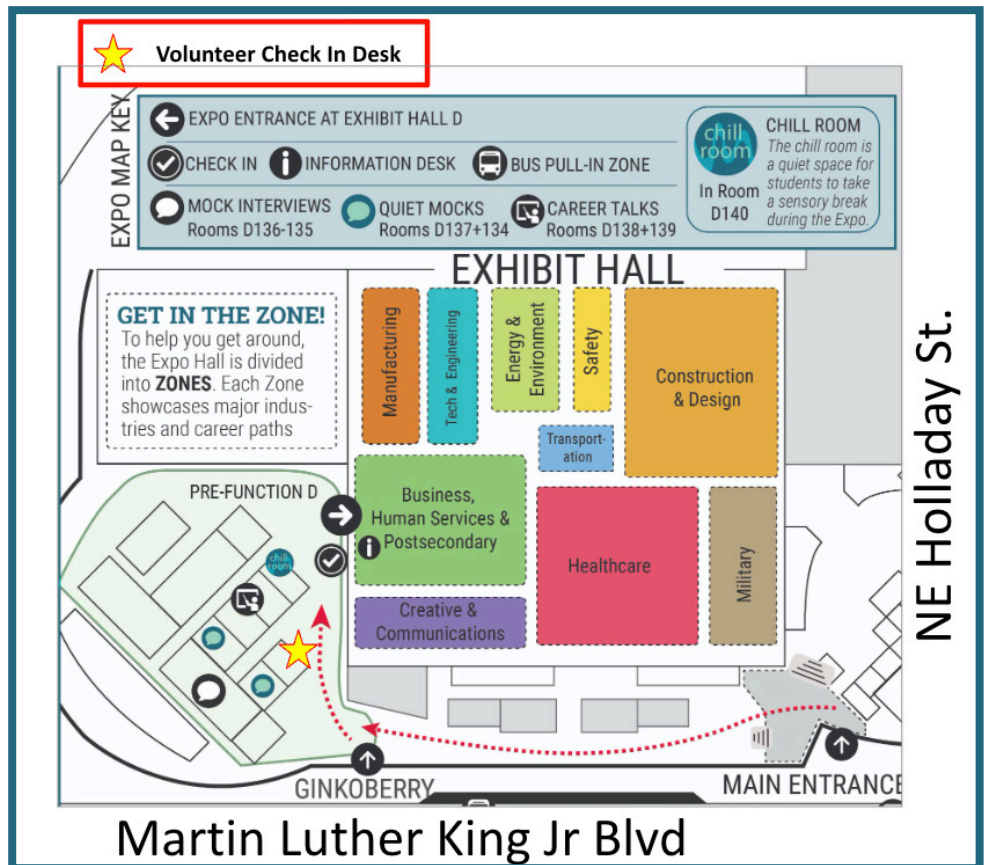 Volunteer Check In Desk
EXPO MAP KEY
EXPO ENTRANCE AT EXHIBIT HALL D
CHECK IN
INFORMATION DESK
BUS PULL-IN ZONE
MOCK INTERVIEWS
Rooms D136-135
QUIET MOCKS
Rooms D137+134
CAREER TALKS
Rooms D138+139
chill
room
In Room
D140
CHILL ROOM
The chill room is
a quiet space for
students to take
a sensory break
during the Expo.
EXHIBIT HALL
GET IN THE ZONE!
To help you get around,
the Expo Hall is divided
into ZONES. Each Zone
showcases major indus-
tries and career paths
Manufacturing
Tech & Engineering
Energy &
Environment
Safety
Construction
& Design
Transport-
ation
Business,
Human Services &
Postsecondary
Healthcare
Military
Creative &
Communications
PRE-FUNCTION D
chill
room
GINKOBERRY
MAIN ENTRANCE
NE Holladay St.
Martin Luther King Jr Blvd